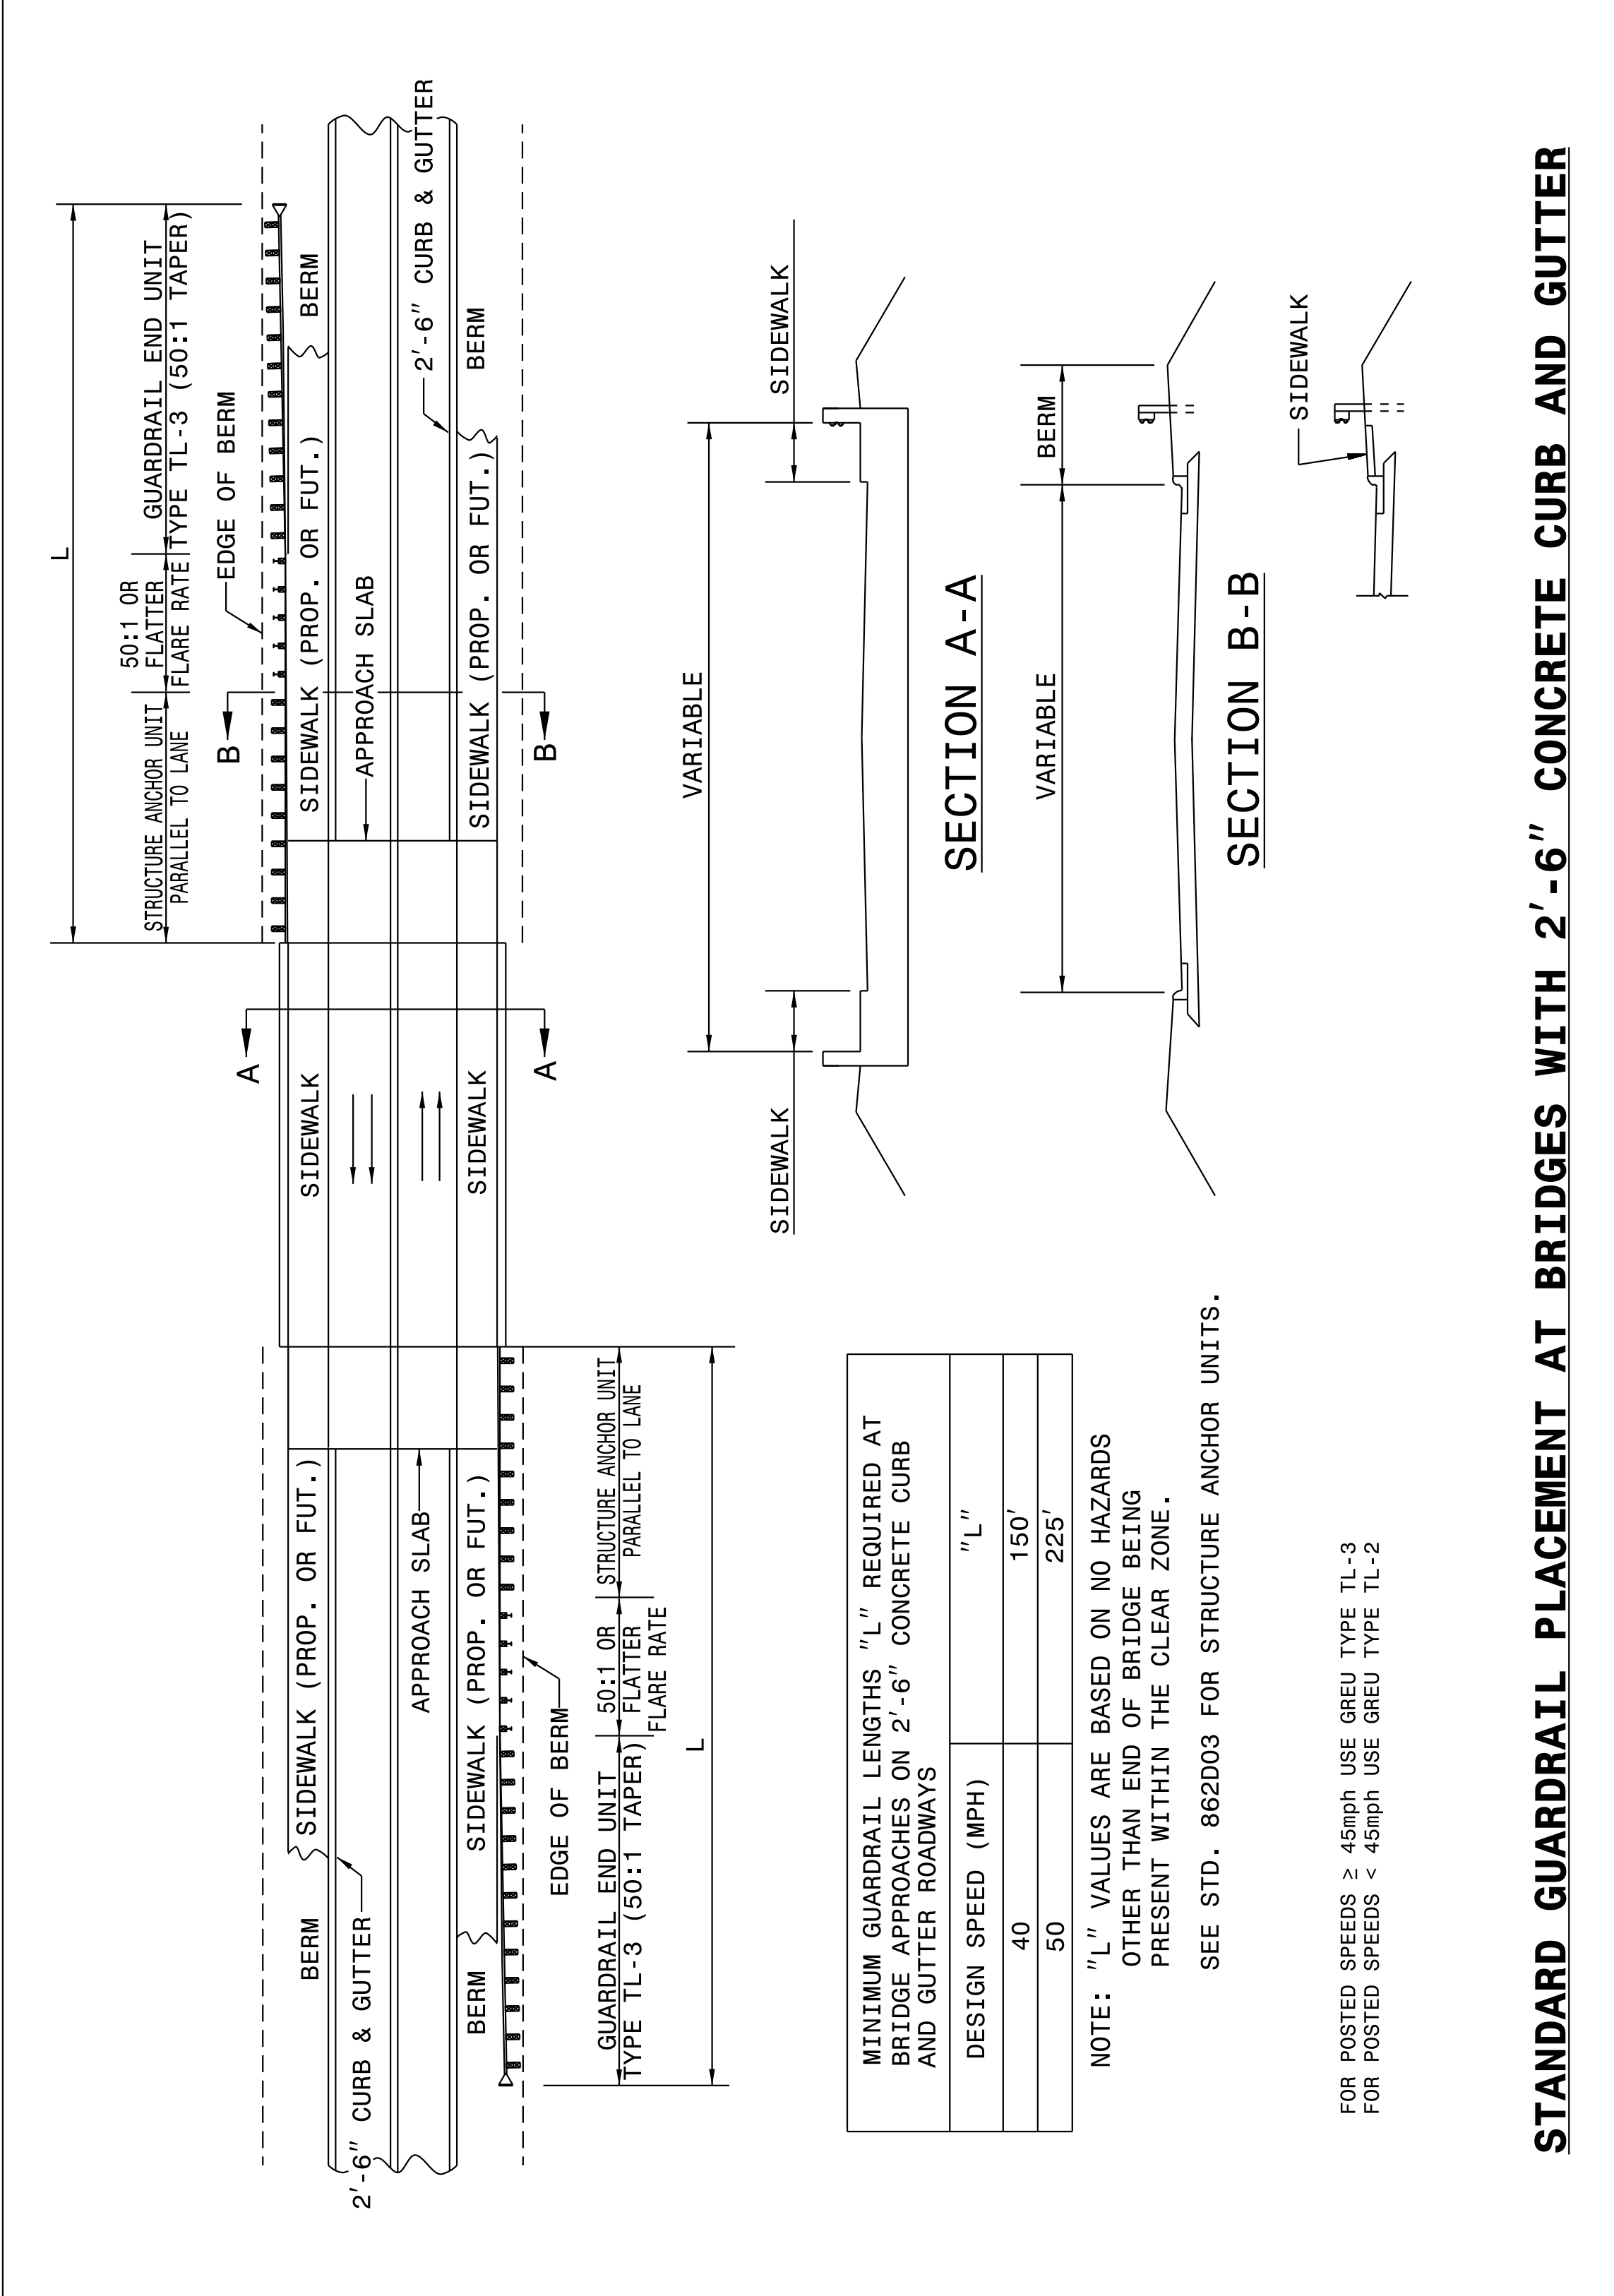 L
50:1 OR
FLATTER
FLARE RATE
STRUCTURE ANCHOR UNIT
PARALLEL TO LANE
GUARDRAIL END UNIT
TYPE TL-3 (50:1 TAPER)
EDGE OF BERM
B
A
SIDEWALK (PROP. OR FUT.)
BERM
SIDEWALK
SIDEWALK (PROP. OR FUT.)
BERM
APPROACH SLAB
2'-6" CURB & GUTTER
2'-6" CURB & GUTTER
APPROACH SLAB
BERM
SIDEWALK (PROP. OR FUT.)
SIDEWALK
SIDEWALK (PROP. OR FUT.)
BERM
A
B
EDGE OF BERM
GUARDRAIL END UNIT
TYPE TL-3 (50:1 TAPER)
50:1 OR
FLATTER
FLARE RATE
STRUCTURE ANCHOR UNIT
PARALLEL TO LANE
L
VARIABLE
SIDEWALK
SIDEWALK
SECTION A-A
VARIABLE
BERM
SECTION B-B
SIDEWALK
MINIMUM GUARDRAIL LENGTHS "L" REQUIRED AT
BRIDGE APPROACHES ON 2'-6" CONCRETE CURB
AND GUTTER ROADWAYS
DESIGN SPEED (MPH) "L"
40 150'
50 225'
NOTE: "L" VALUES ARE BASED ON NO HAZARDS
OTHER THAN END OF BRIDGE BEING
PRESENT WITHIN THE CLEAR ZONE.
SEE STD. 862D03 FOR STRUCTURE ANCHOR UNITS.
FOR POSTED SPEEDS ≥ 45mph USE GREU TYPE TL-3
FOR POSTED SPEEDS < 45mph USE GREU TYPE TL-2
STANDARD GUARDRAIL PLACEMENT AT BRIDGES WITH 2'-6" CONCRETE CURB AND GUTTER